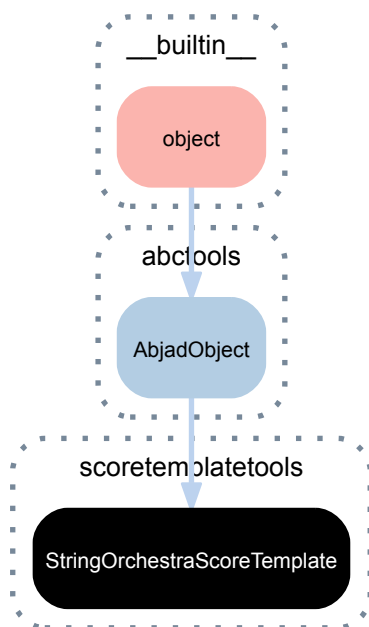 __builtin__
object
abctools
AbjadObject
scoretemplatetools
StringOrchestraScoreTemplate